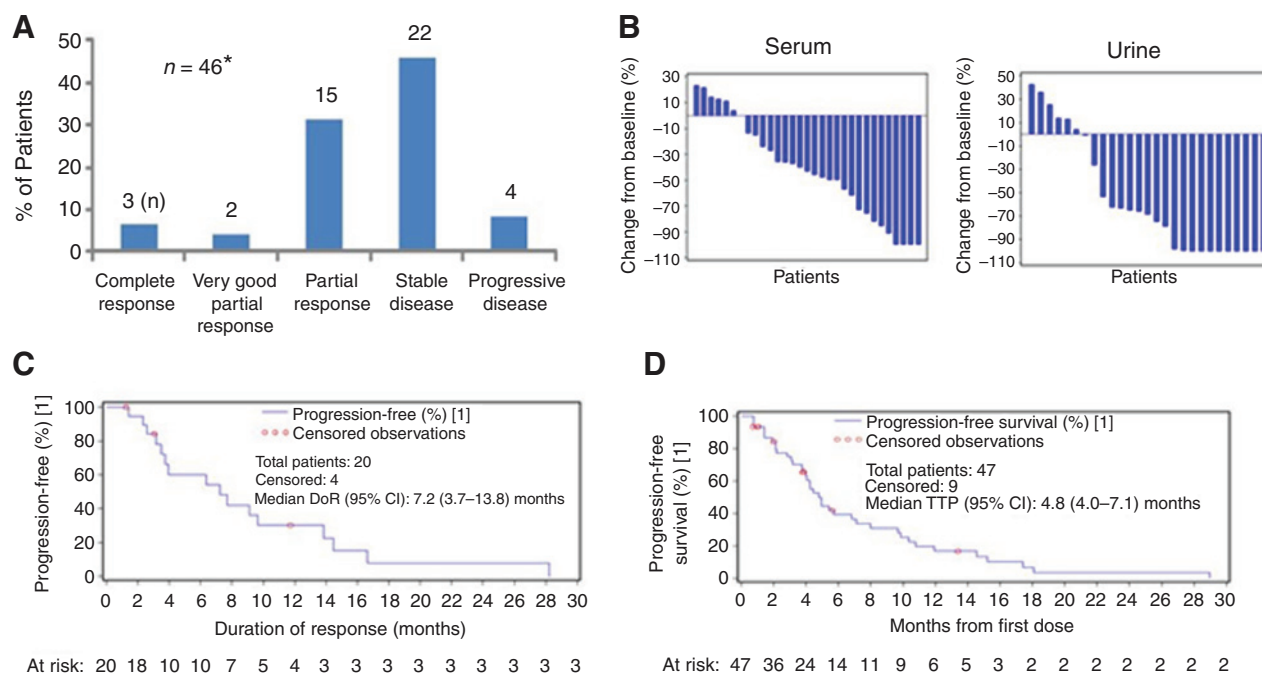 A
% of Patients
50
40
30
20
10
0
n = 46*
3 (n)
2
15
22
4
Complete response
Very good partial response
Partial response
Stable disease
Progressive disease
B
Serum
Change from baseline (%)
30
10
−10
−30
−50
−70
−90
−110
Patients
Urine
Change from baseline (%)
50
30
10
−10
−30
−50
−70
−90
−110
Patients
C
Progression-free (%) [1]
100
80
60
40
20
0
Progression-free (%) [1]
Censored observations
Total patients: 20
Censored: 4
Median DoR (95% CI): 7.2 (3.7–13.8) months
0 2 4 6 8 10 12 14 16 18 20 22 24 26 28 30
Duration of response (months)
At risk: 20 18 10 10 7 5 4 3 3 3 3 3 3 3 3 3
D
Progression-free survival (%) [1]
100
80
60
40
20
0
Progression-free survival (%) [1]
Censored observations
Total patients: 47
Censored: 9
Median TTP (95% CI): 4.8 (4.0–7.1) months
0 2 4 6 8 10 12 14 16 18 20 22 24 26 28 30
Months from first dose
At risk: 47 36 24 14 11 9 6 5 3 2 2 2 2 2 2 2